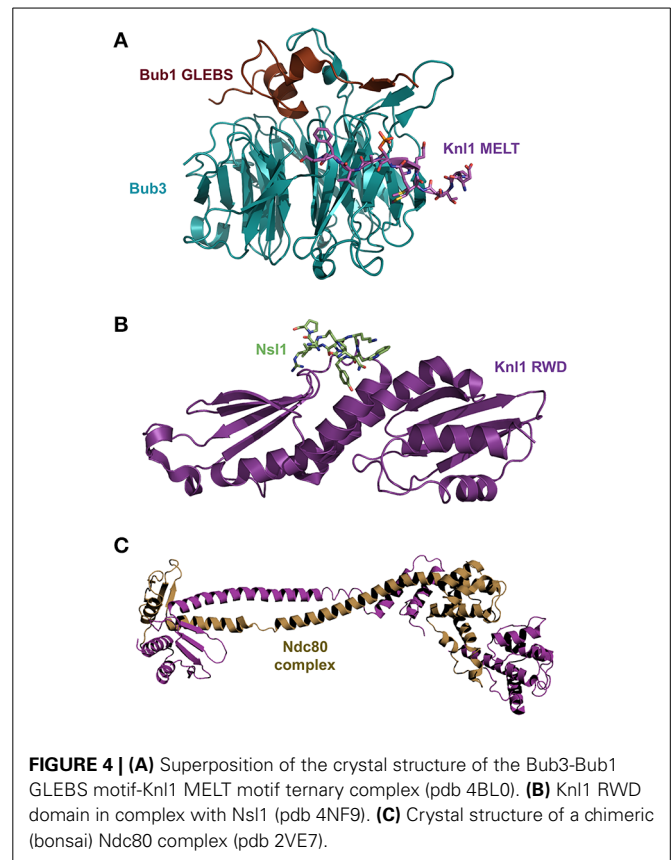 A
Bub1 GLEBS
Knl1 MELT
Bub3
B
Nsl1
Knl1 RWD
C
Ndc80
complex
FIGURE 4 | (A) Superposition of the crystal structure of the Bub3-Bub1
GLEBS motif-Knl1 MELT motif ternary complex (pdb 4BL0). (B) Knl1 RWD
domain in complex with Nsl1 (pdb 4NF9). (C) Crystal structure of a chimeric
(bonsai) Ndc80 complex (pdb 2VE7).